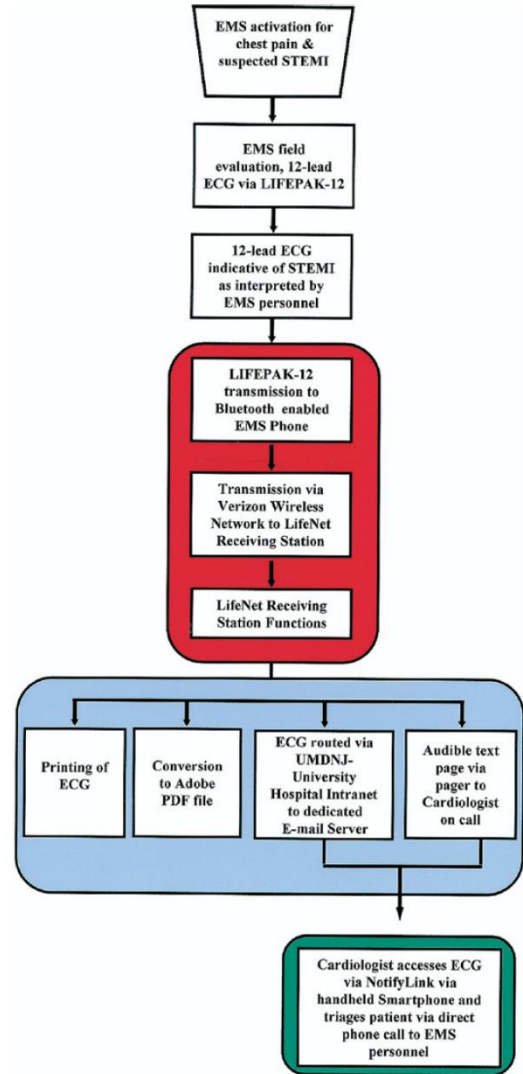 EMS activation for
chest pain &
suspected STEMI
EMS field
evaluation, 12-lead
ECG via LIFEPAK-12
12-lead ECG
indicative of STEMI
as interpreted by
EMS personnel
LIFEPAK-12
transmission to
Bluetooth enabled
EMS Phone
Transmission via
Verizon Wireless
Network to LifeNet
Receiving Station
LifeNet Receiving
Station Functions
Printing of
ECG
Conversion
to Adobe
PDF file
ECG routed via
UMDNJ-
University
Hospital Intranet
to dedicated
E-mail Server
Audible text
page via
pager to
Cardiologist
on call
Cardiologist accesses ECG
via NotifyLink via
handheld Smartphone and
triages patient via direct
phone call to EMS
personnel